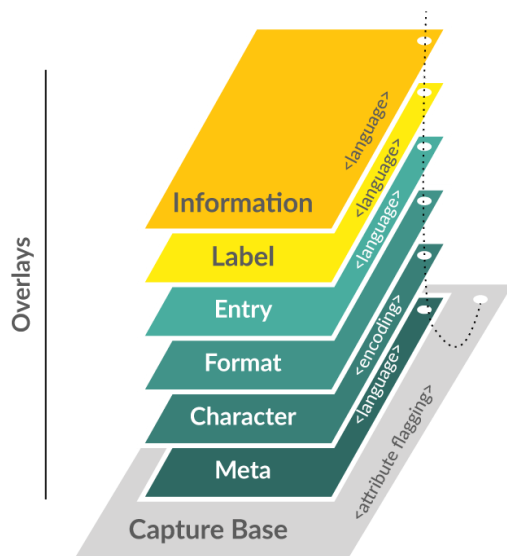 Overlays
Information
<language>
Label
<language>
Entry
<language>
Format
Character
<encoding>
Meta
<language>
Capture Base
<attribute flagging>